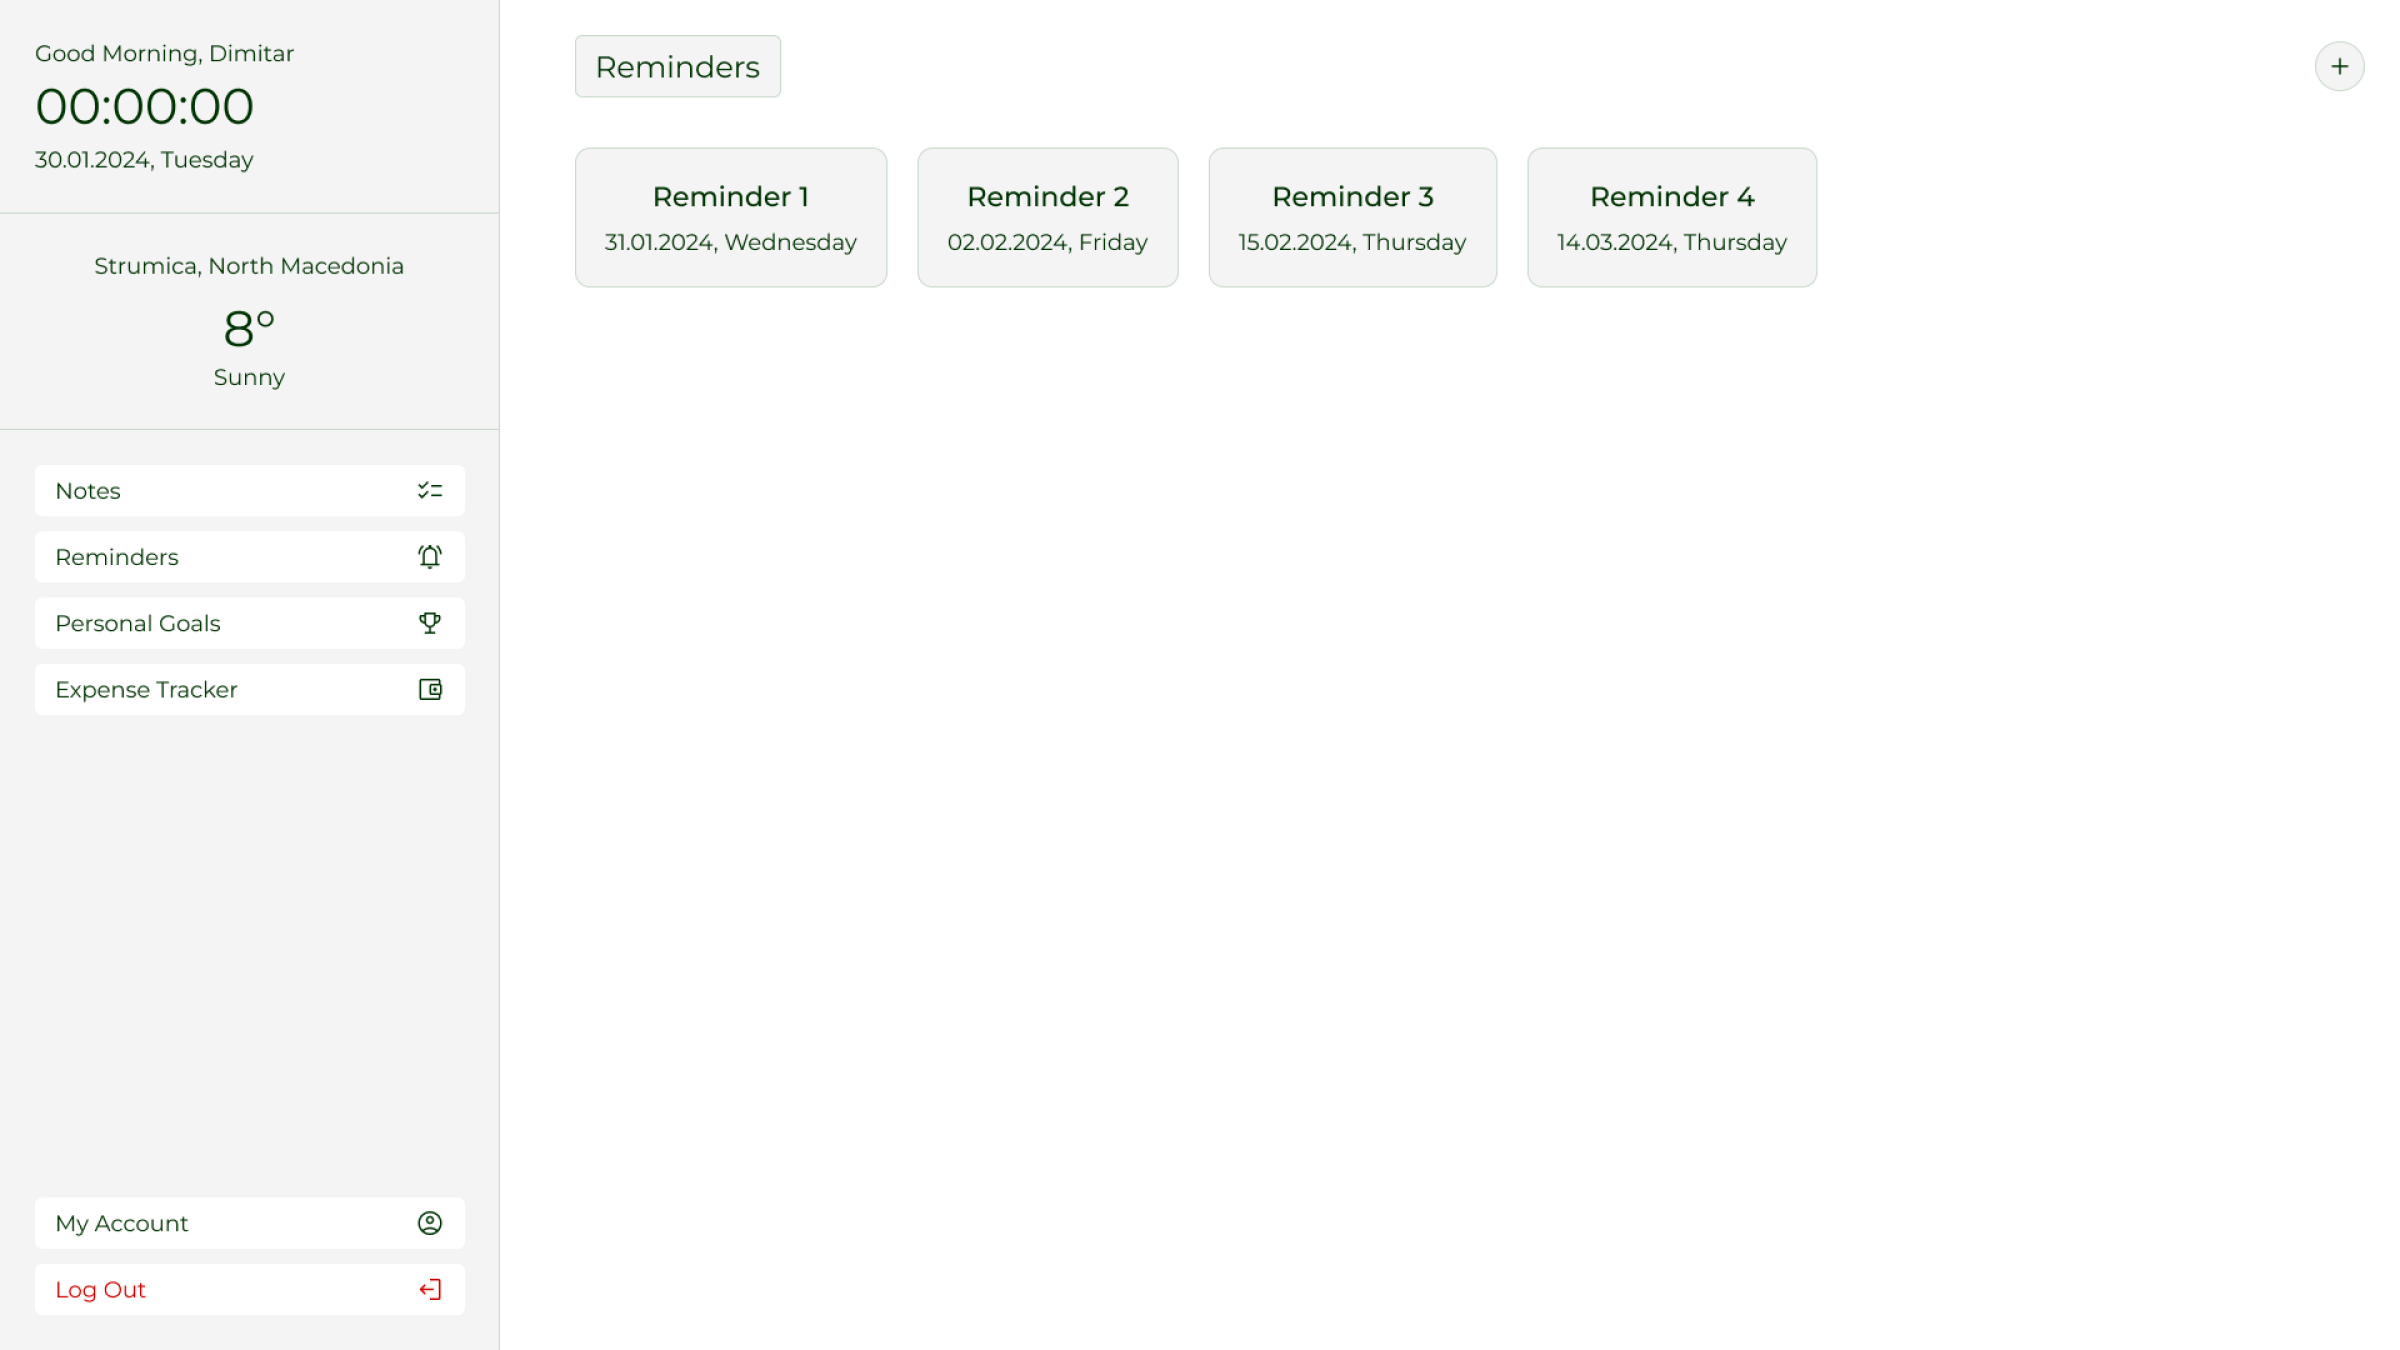 Good Morning, Dimitar
00:00:00
30.01.2024, Tuesday
Strumica, North Macedonia
8°
Sunny
Notes
Reminders
Personal Goals
Expense Tracker
My Account
Log Out
Reminders
+
Reminder 1
31.01.2024, Wednesday
Reminder 2
02.02.2024, Friday
Reminder 3
15.02.2024, Thursday
Reminder 4
14.03.2024, Thursday